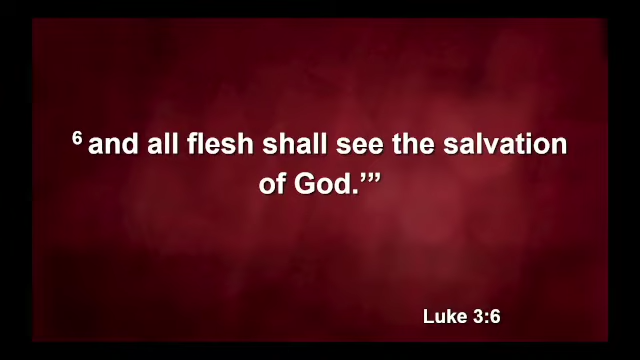 6 and all flesh shall see the salvation
of God.’”
Luke 3:6